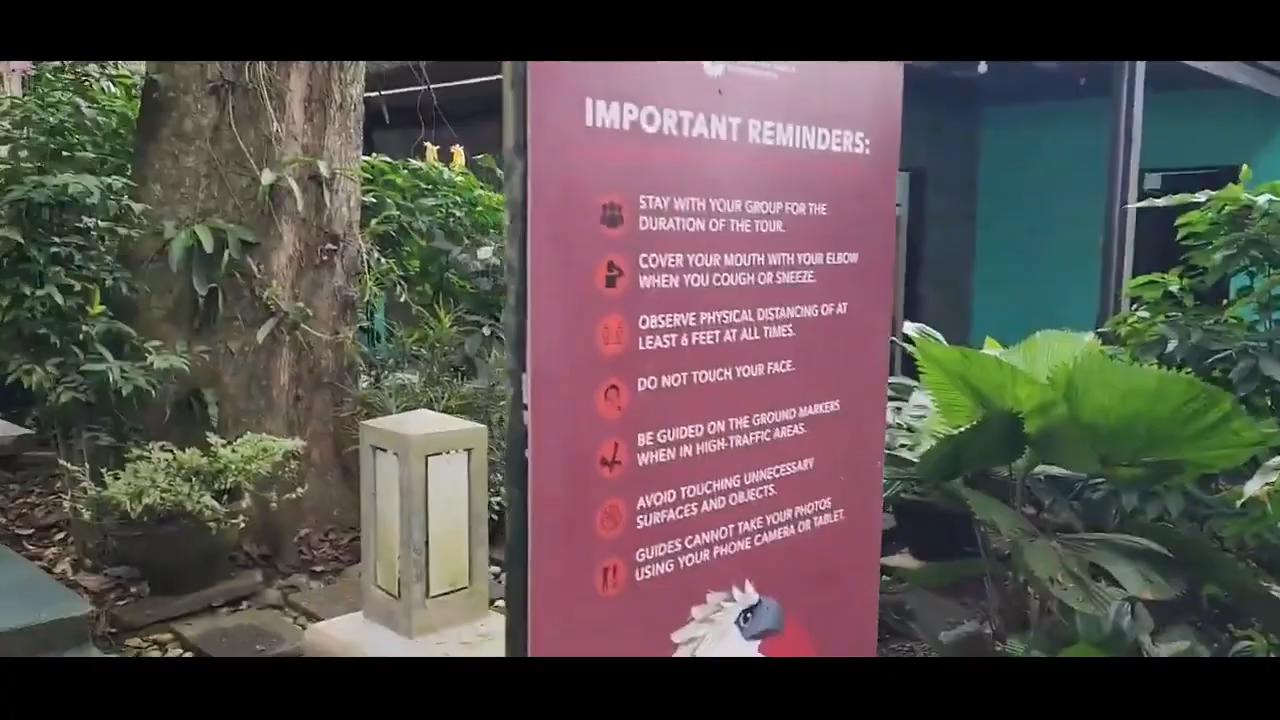 IMPORTANT REMINDERS:
STAY WITH YOUR GROUP FOR THE
DURATION OF THE TOUR.
COVER YOUR MOUTH WITH YOUR ELBOW
WHEN YOU COUGH OR SNEEZE.
OBSERVE PHYSICAL DISTANCING OF AT
LEAST 6 FEET AT ALL TIMES.
DO NOT TOUCH YOUR FACE.
BE GUIDED ON THE GROUND MARKERS
WHEN IN HIGH-TRAFFIC AREAS.
AVOID TOUCHING UNNECESSARY
SURFACES AND OBJECTS.
GUIDES CANNOT TAKE YOUR PHOTOS
USING YOUR PHONE CAMERA OR TABLET.